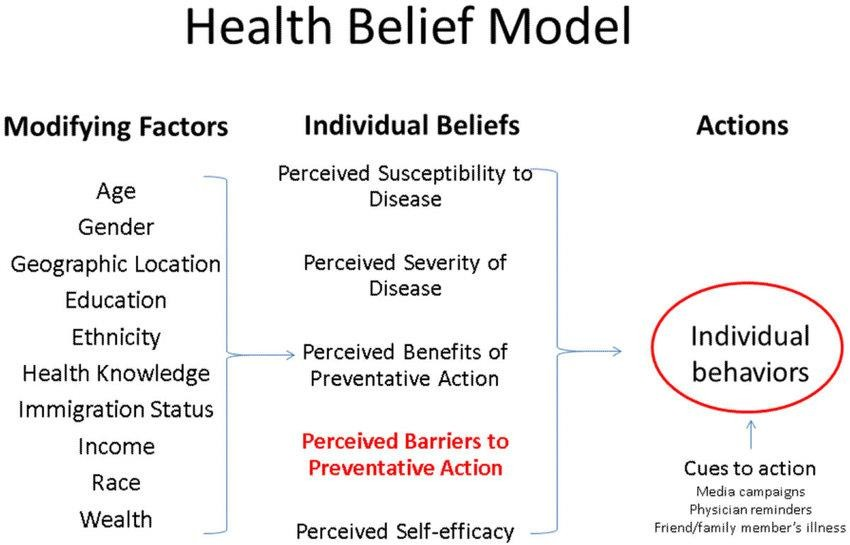 Health Belief Model
Modifying Factors
Age
Gender
Geographic Location
Education
Ethnicity
Health Knowledge
Immigration Status
Income
Race
Wealth
Individual Beliefs
Perceived Susceptibility to
Disease
Perceived Severity of
Disease
Perceived Benefits of
Preventative Action
Perceived Barriers to
Preventative Action
Perceived Self-efficacy
Actions
Individual
behaviors
Cues to action
Media campaigns
Physician reminders
Friend/family member's illness